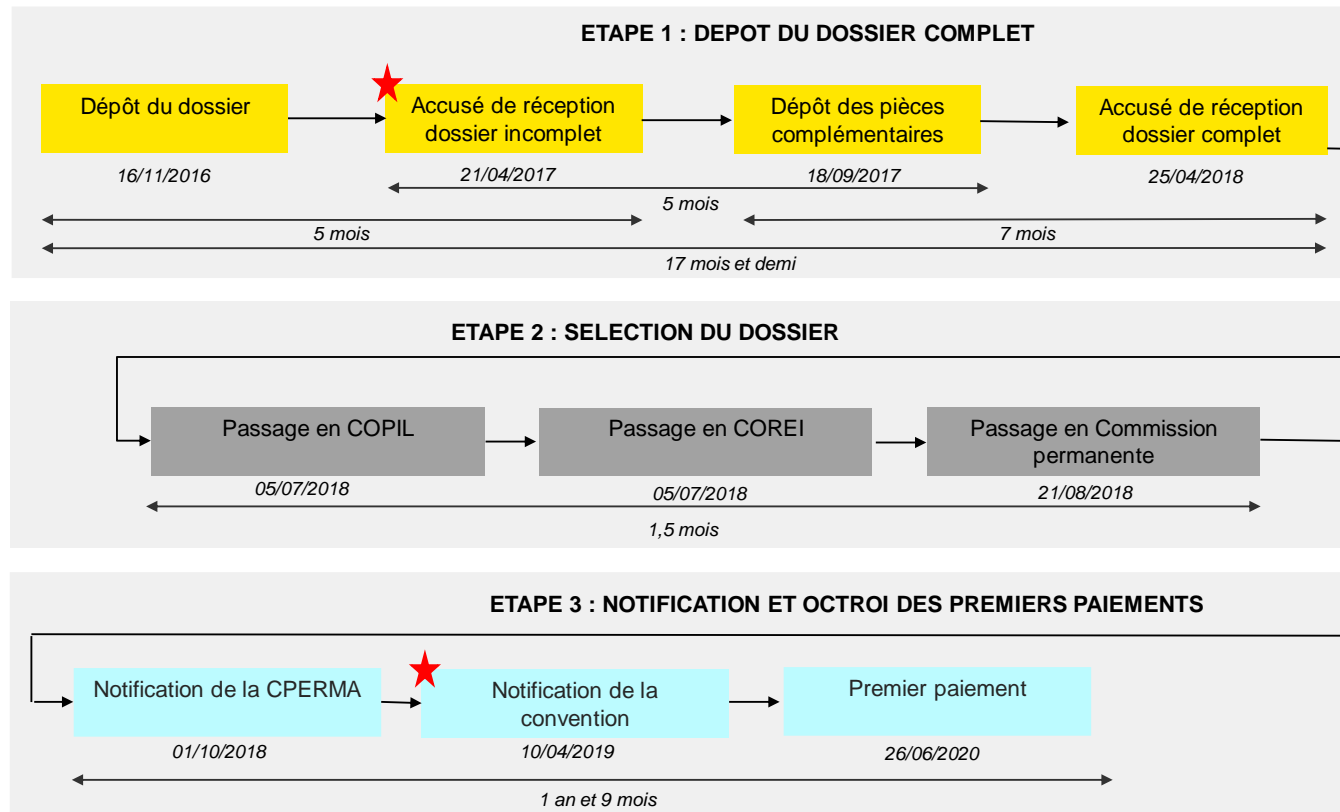 ETAPE 1 : DEPOT DU DOSSIER COMPLET
Dépôt du dossier
Accusé de réception
dossier incomplet
Dépôt des pièces
complémentaires
Accusé de réception
dossier complet
16/11/2016
21/04/2017
18/09/2017
25/04/2018
5 mois
5 mois
7 mois
17 mois et demi
ETAPE 2 : SELECTION DU DOSSIER
Passage en COPIL
Passage en COREI
Passage en Commission
permanente
05/07/2018
05/07/2018
21/08/2018
1,5 mois
ETAPE 3 : NOTIFICATION ET OCTROI DES PREMIERS PAIEMENTS
Notification de la CPERMA
Notification de la
convention
Premier paiement
01/10/2018
10/04/2019
26/06/2020
1 an et 9 mois